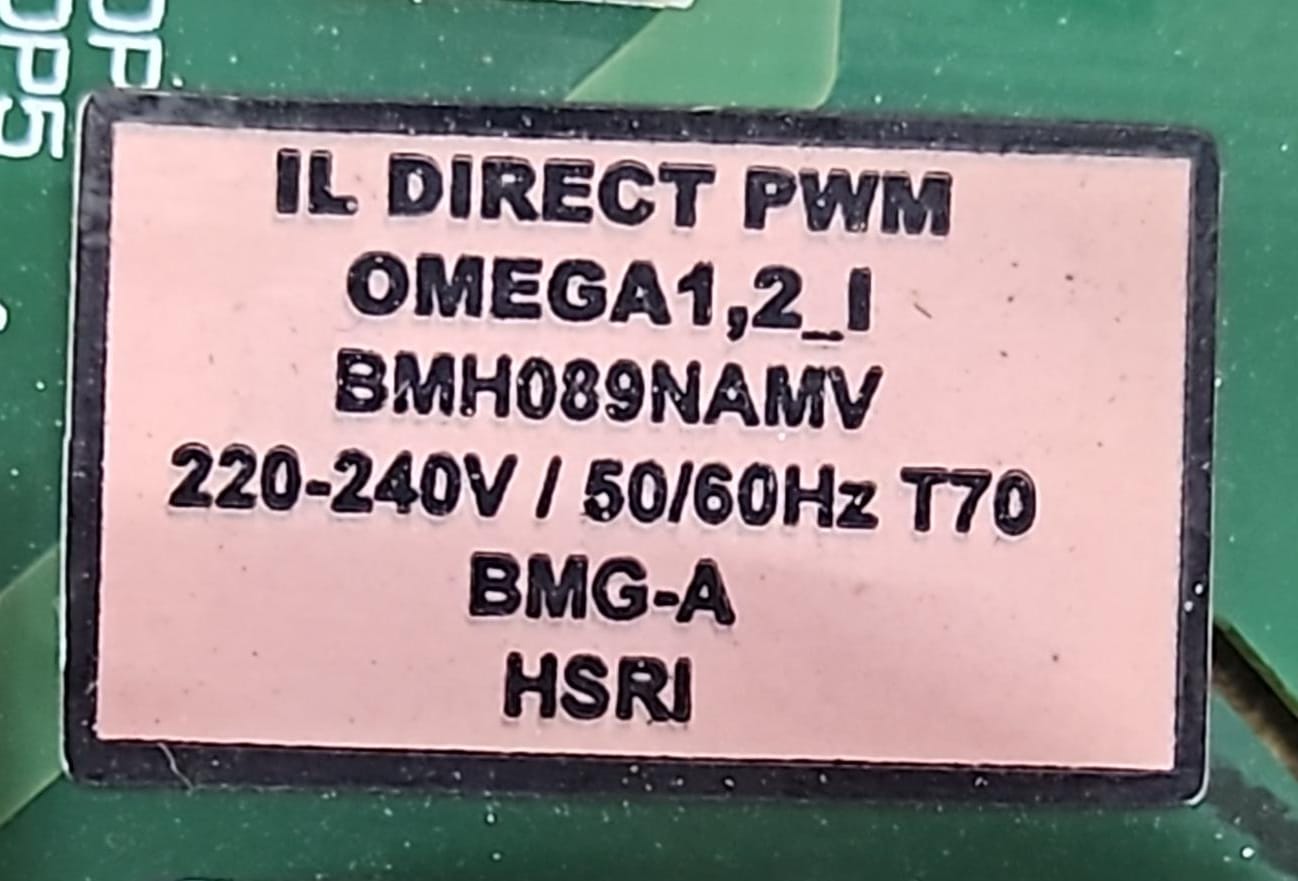 IL DIRECT PWM
OMEGA1,2_I
BMH089NAMV
220-240V / 50/60Hz T70
BMG-A
HSRI